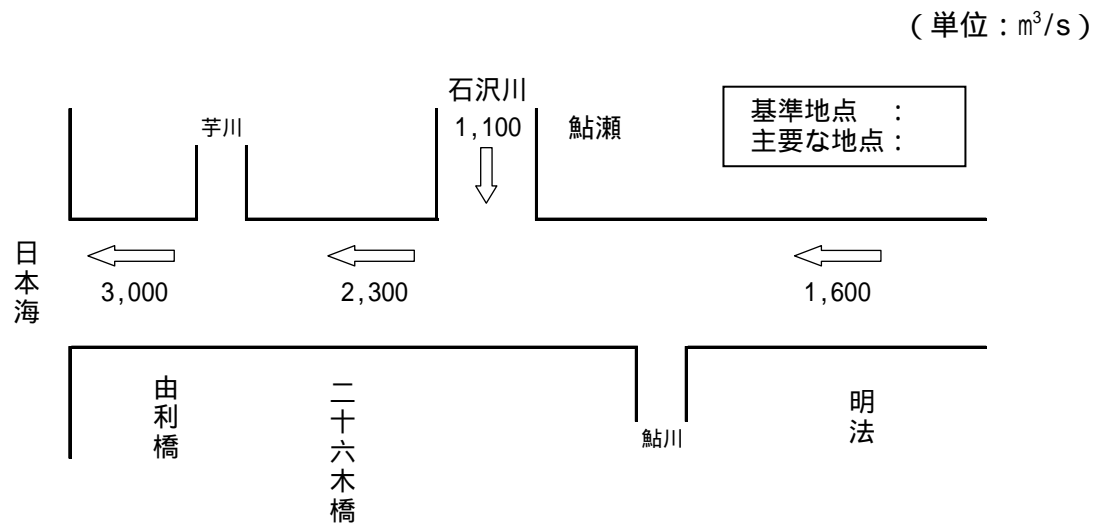 (単位:m³/s)
石沢川
1,100
芋川
鮎瀬
基準地点 :
主要な地点:
日本海
3,000
2,300
1,600
由利橋
二十六木橋
鮎川
明法